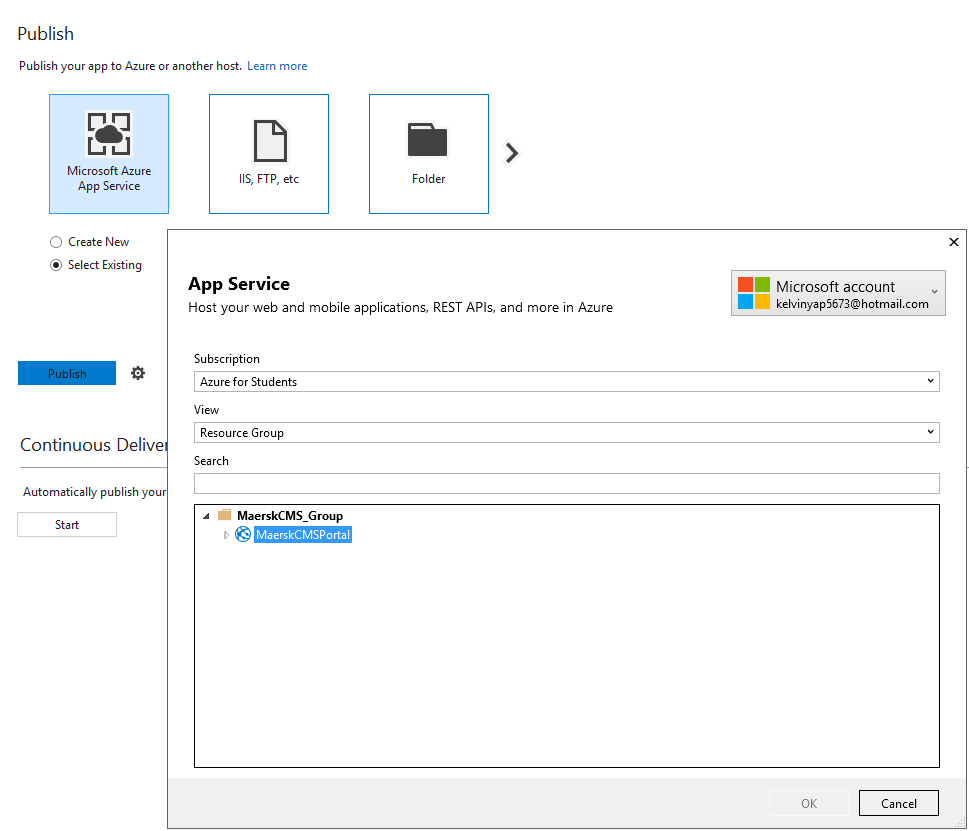 Publish
Publish your app to Azure or another host. Learn more
Microsoft Azure
App Service
IIS, FTP, etc
Folder
Create New
Select Existing
Publish
Continuous Deliver
Automatically publish your
Start
App Service
Host your web and mobile applications, REST APIs, and more in Azure
Microsoft account
kelvinyap5673@hotmail.com
Subscription
Azure for Students
View
Resource Group
Search
MaerskCMS_Group
MaerskCMSPortal
OK
Cancel